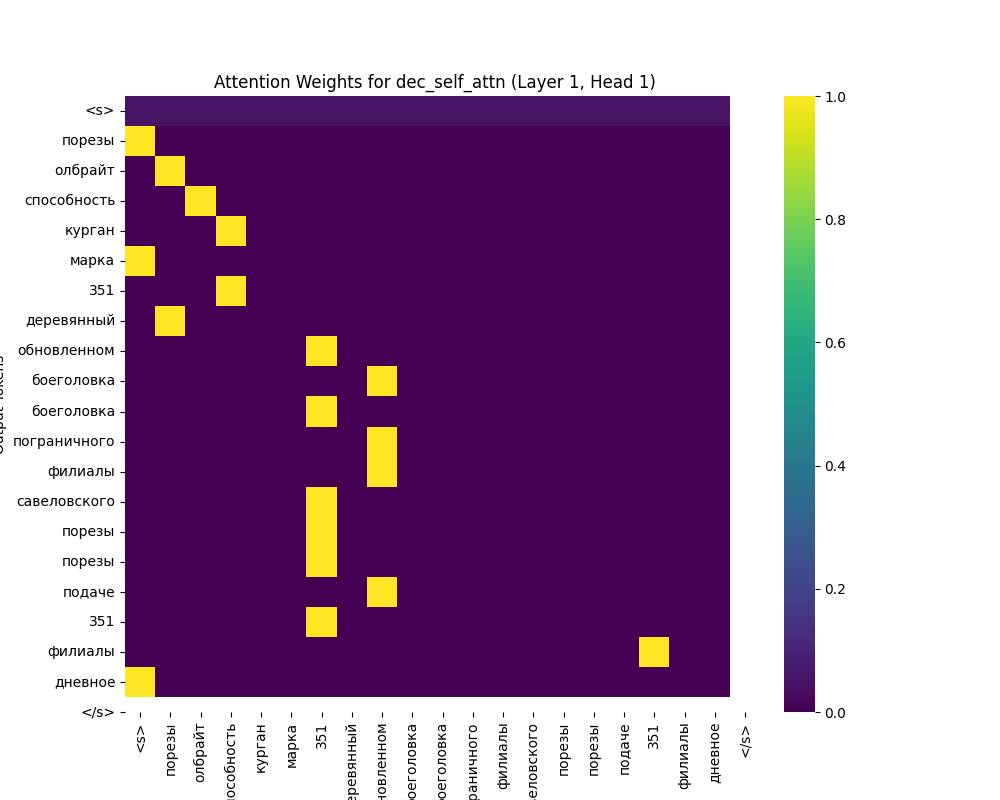 Attention Weights for dec_self_attn (Layer 1, Head 1)
<s>
порезы
олбрайт
способность
курган
марка
351
деревянный
обновленном
боеголовка
боеголовка
пограничного
филиалы
савеловского
порезы
порезы
подаче
351
филиалы
дневное
</s>
1.0
0.8
0.6
0.4
0.2
0.0
<s>
порезы
олбрайт
курган
марка
351
филиалы
порезы
порезы
подаче
351
филиалы
дневное
</s>